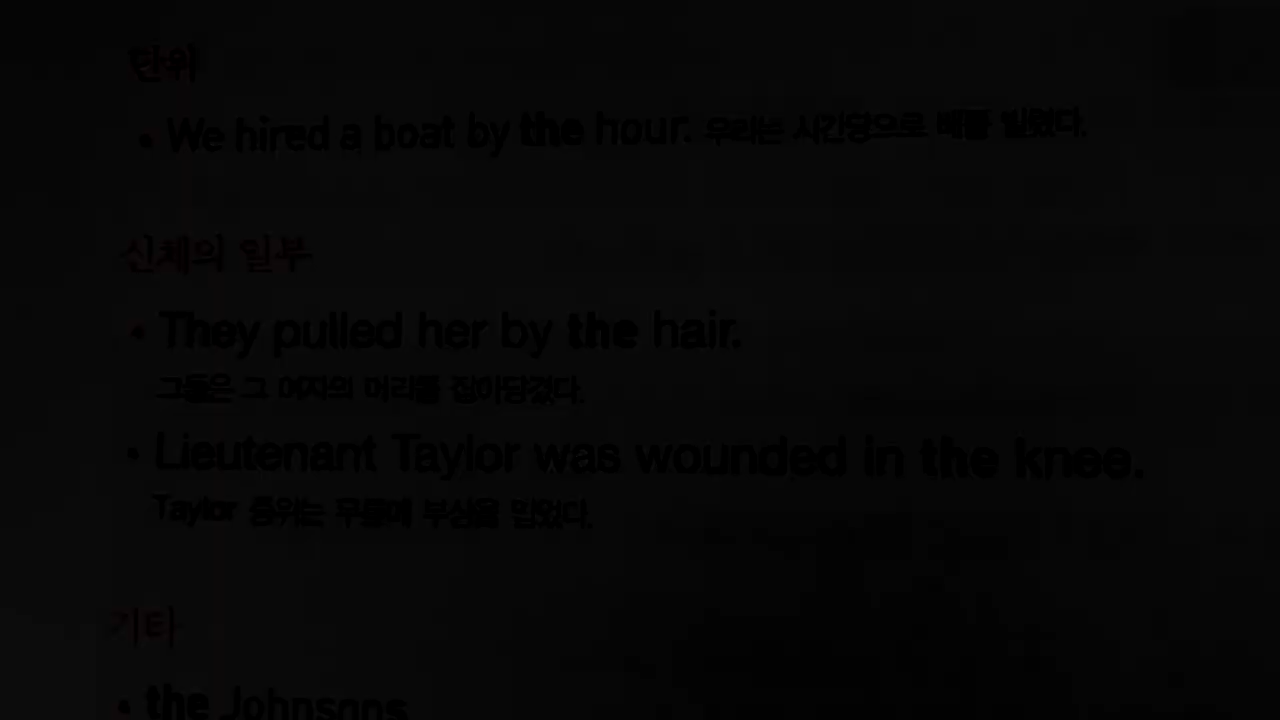 단위
• We hired a boat by the hour. 우리는 시간당으로 배를 빌렸다.
신체의 일부
• They pulled her by the hair.
그들은 그 여자의 머리를 잡아당겼다.
• Lieutenant Taylor was wounded in the knee.
Taylor 중위는 무릎에 부상을 입었다.
기타
• the Johnsons